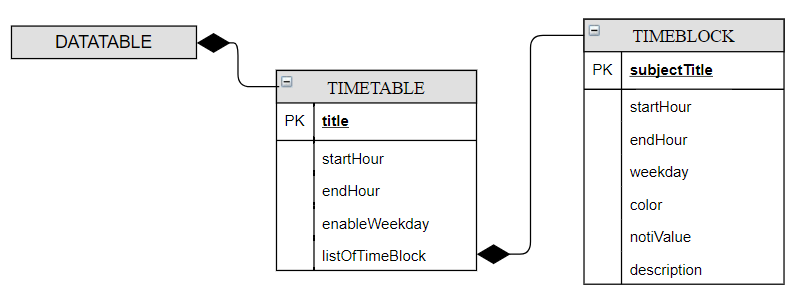 DATATABLE
TIMETABLE
PK title
startHour
endHour
enableWeekday
listOfTimeBlock
TIMEBLOCK
PK subjectTitle
startHour
endHour
weekday
color
notiValue
description